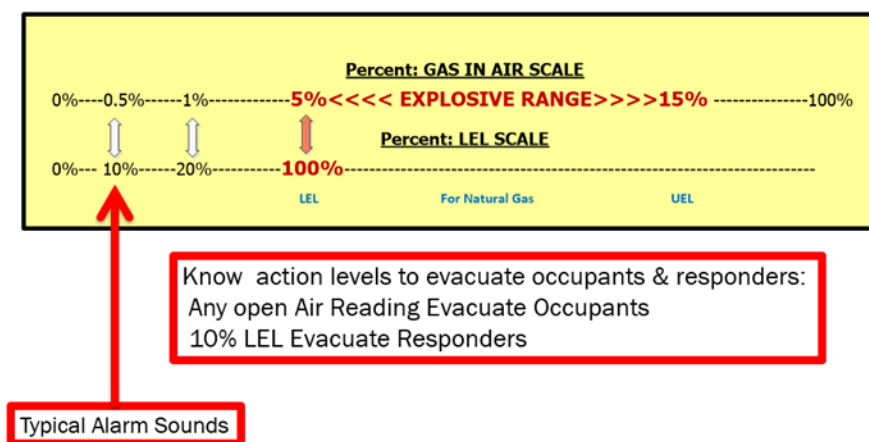 Percent: GAS IN AIR SCALE
0%----0.5%------1%-------------5%<<<< EXPLOSIVE RANGE>>>>15% ------------------100%
Percent: LEL SCALE
0%--- 10%-------20%-----------100%---------------------------------------------------------------
LEL For Natural Gas UEL
Know action levels to evacuate occupants & responders:
Any open Air Reading Evacuate Occupants
10% LEL Evacuate Responders
Typical Alarm Sounds